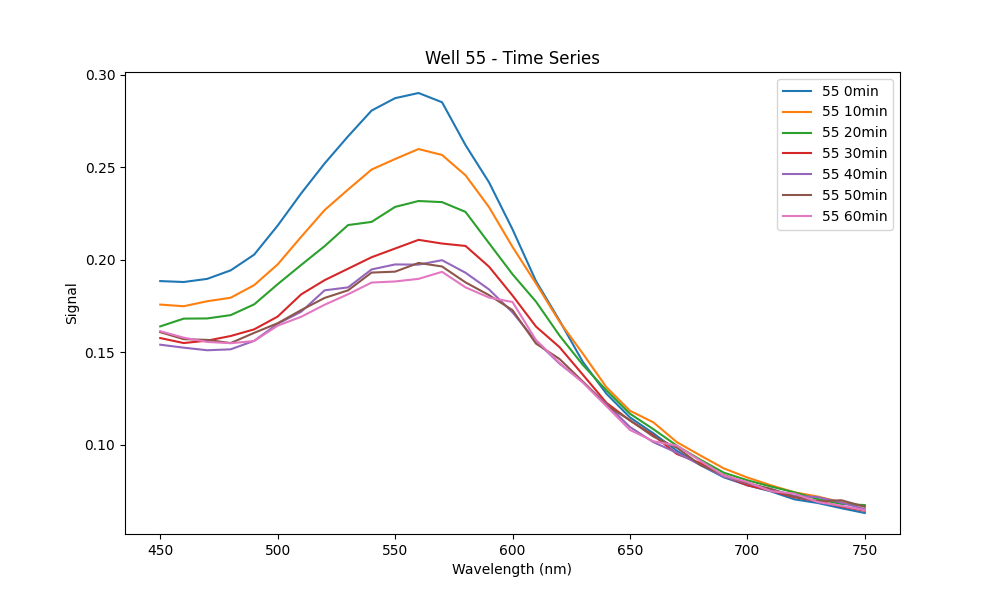 Well 55 - Time Series
0.30
0.25
0.20
0.15
0.10
Signal
55 0min
55 10min
55 20min
55 30min
55 40min
55 50min
55 60min
450
500
550
600
650
700
750
Wavelength (nm)